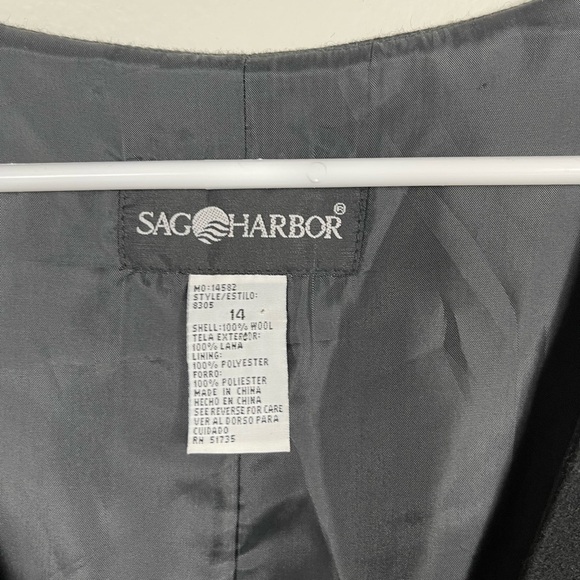 SAG HARBOR®
MO:14582
STYLE/ESTILO:
8305
14
SHELL:100% WOOL
TELA EXTERIOR:
100% LANA
LINING:
100% POLYESTER
FORRO:
100% POLIESTER
MADE IN CHINA
HECHO EN CHINA
SEE REVERSE FOR CARE
VER AL DORSO PARA
CUIDADO
RN 51735